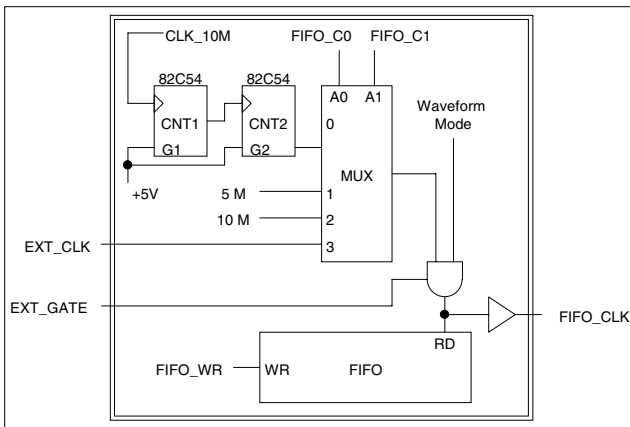 CLK_10M
FIFO_C0 FIFO_C1
82C54 82C54
A0 A1
Waveform
Mode
CNT1 CNT2
0
G1 G2
MUX
+5V
5 M 1
10 M 2
EXT_CLK 3
EXT_GATE
FIFO_CLK
RD
FIFO_WR WR FIFO